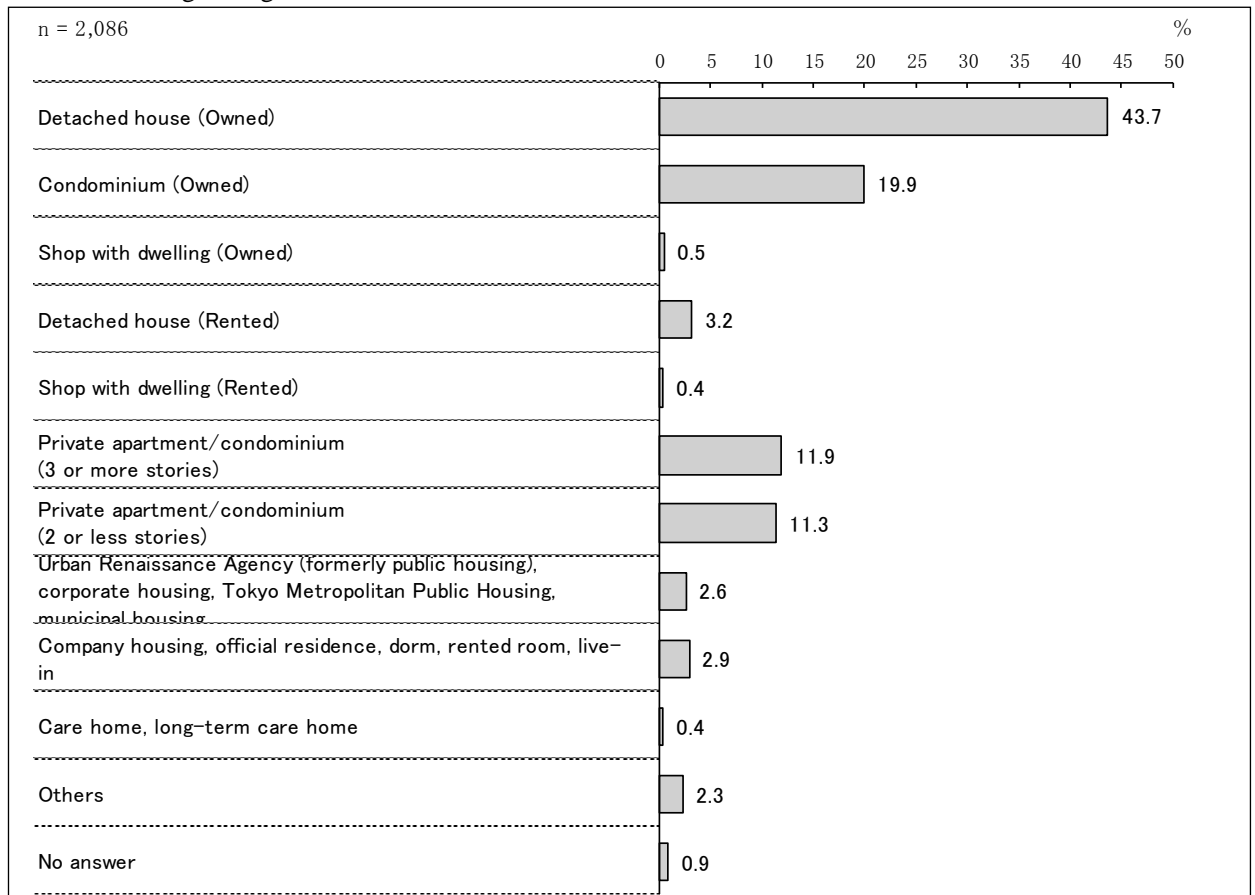 n = 2,086
%
0 5 10 15 20 25 30 35 40 45 50
Detached house (Owned) 43.7
Condominium (Owned) 19.9
Shop with dwelling (Owned) 0.5
Detached house (Rented) 3.2
Shop with dwelling (Rented) 0.4
Private apartment/condominium
(3 or more stories) 11.9
Private apartment/condominium
(2 or less stories) 11.3
Urban Renaissance Agency (formerly public housing),
corporate housing, Tokyo Metropolitan Public Housing, 2.6
municipal housing
Company housing, official residence, dorm, rented room, live-
in 2.9
Care home, long-term care home 0.4
Others 2.3
No answer 0.9